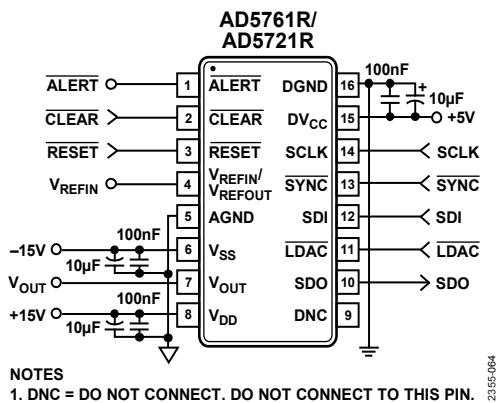 AD5761R/
AD5721R
ALERT
1
ALERT
DGND
16
100nF
10µF
+
CLEAR
2
CLEAR
DVCC
15
+5V
RESET
3
RESET
SCLK
14
SCLK
VREFIN
4
VREFIN/
VREFOUT
SYNC
13
SYNC
5
AGND
SDI
12
SDI
100nF
–15V
10µF
6
VSS
LDAC
11
LDAC
VOUT
7
VOUT
SDO
10
SDO
100nF
+15V
10µF
8
VDD
DNC
9
NOTES
1. DNC = DO NOT CONNECT. DO NOT CONNECT TO THIS PIN.
2355-064